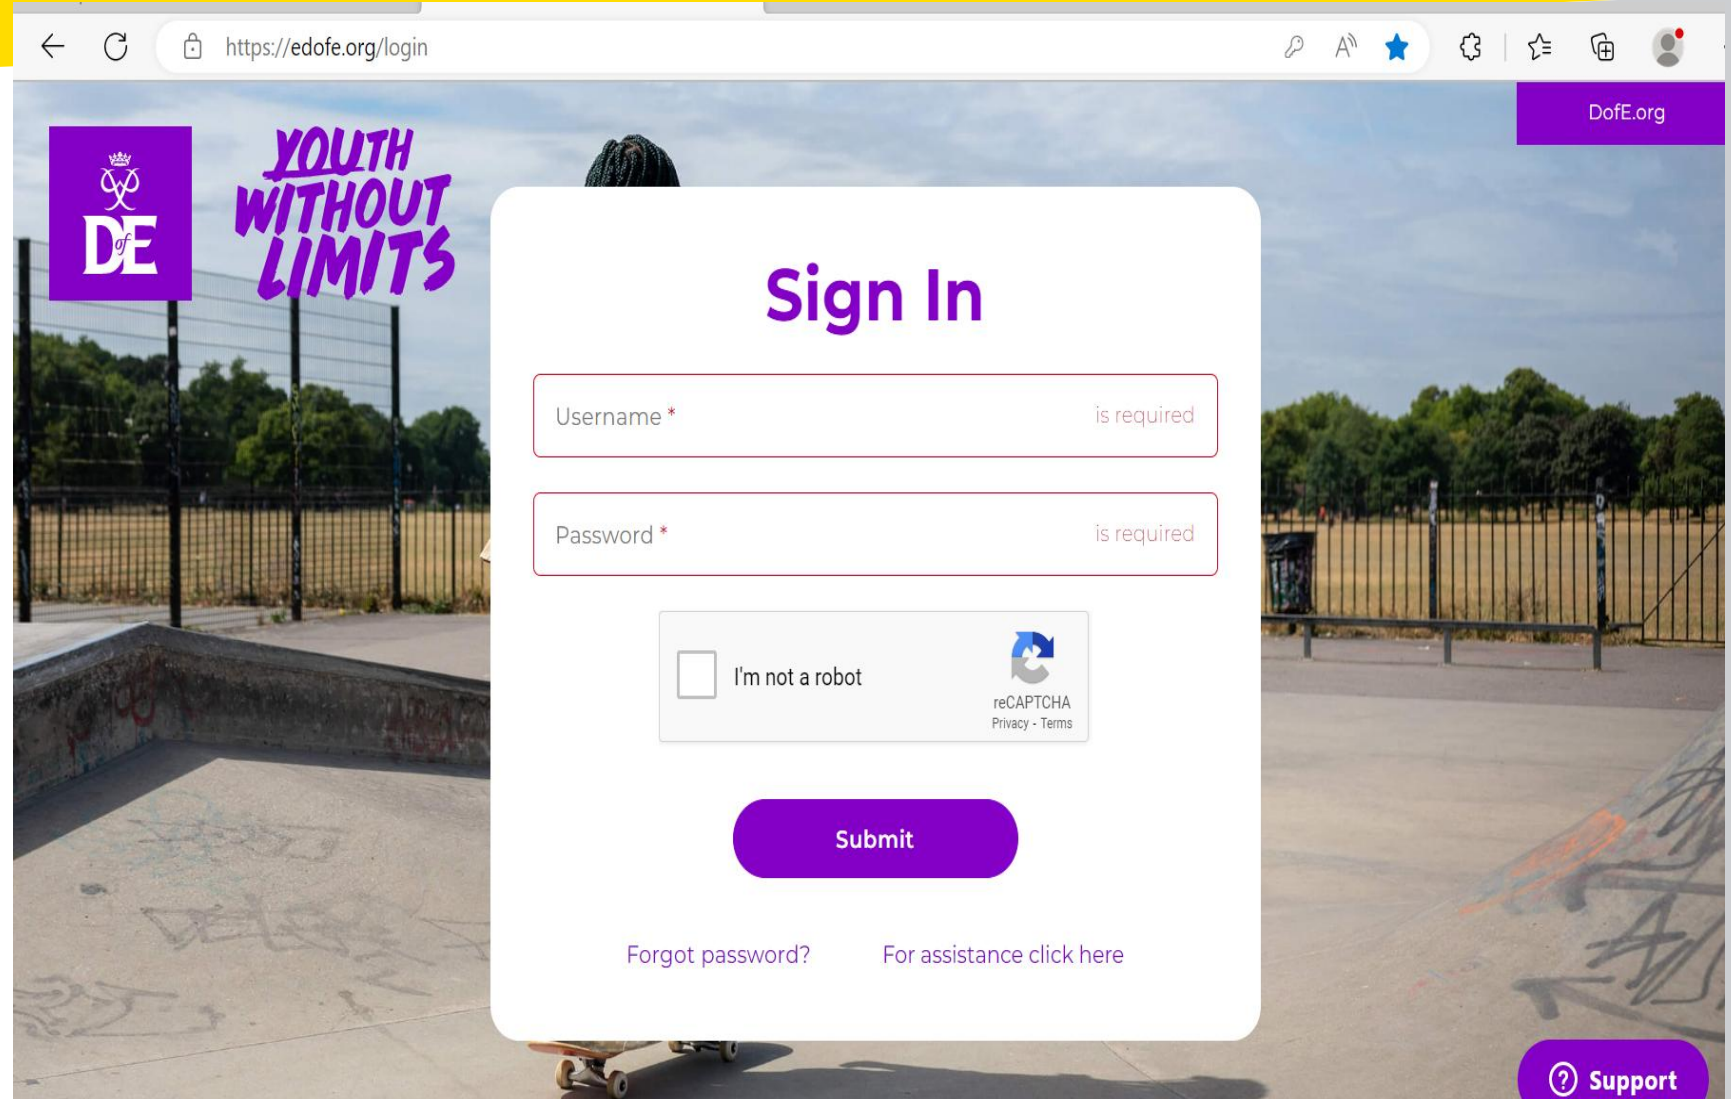 https://edofe.org/login
DofE.org
DofE
YOUTH
WITHOUT
LIMITS
Sign In
Username *
is required
Password *
is required
I'm not a robot
reCAPTCHA
Privacy - Terms
Submit
Forgot password?
For assistance click here
Support